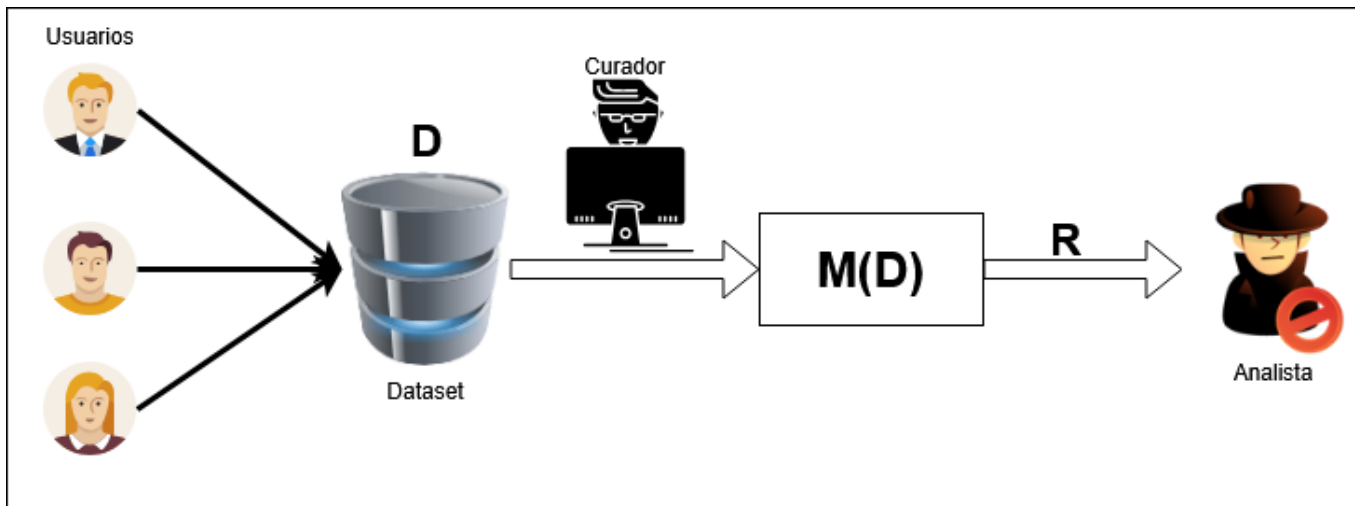 Usuarios
Curador
D
M(D)
R
Dataset
Analista